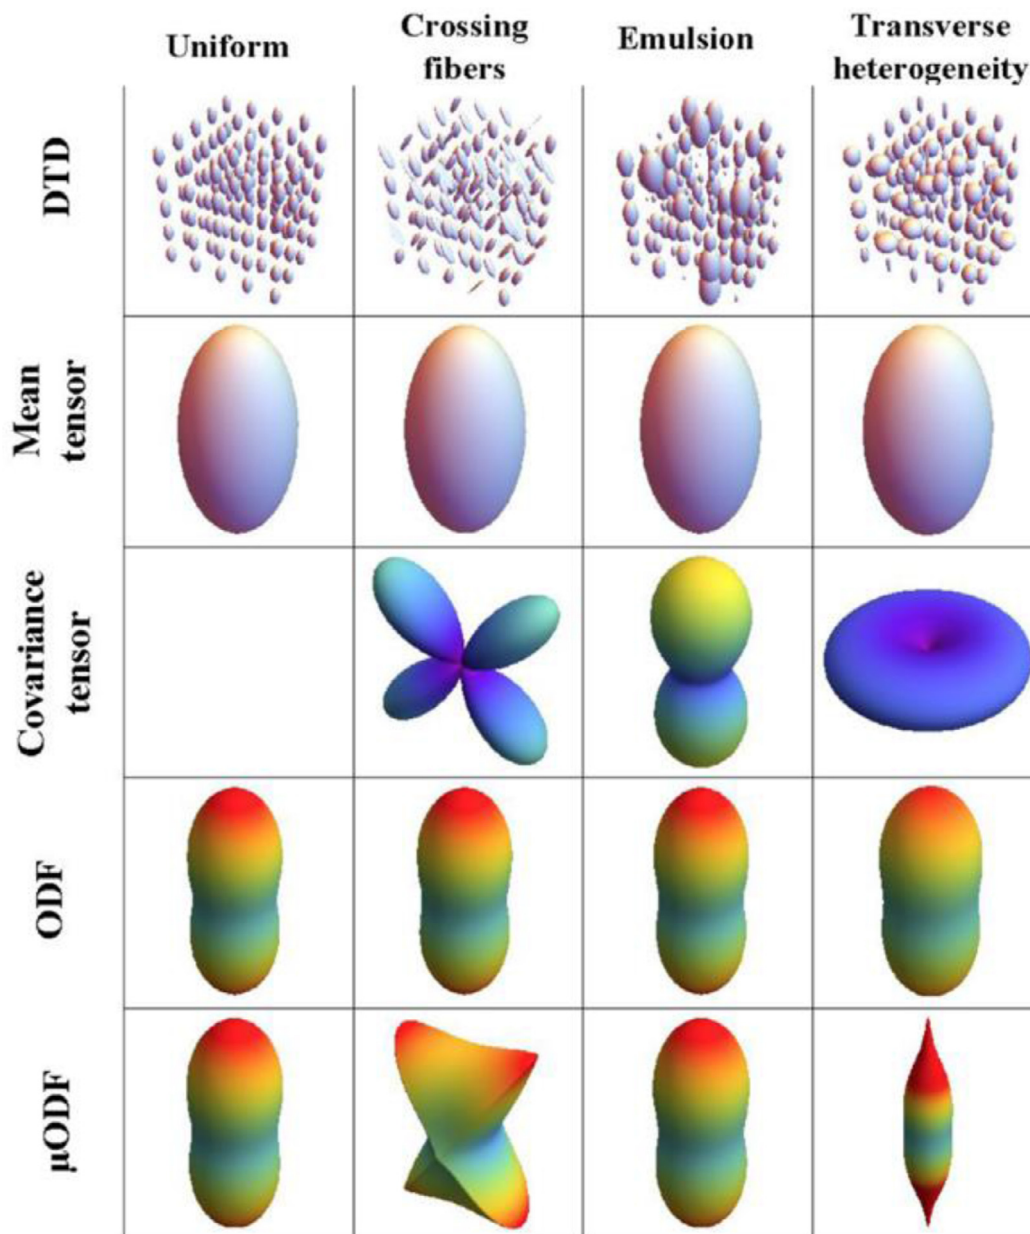 Uniform
Crossing
fibers
Emulsion
Transverse
heterogeneity
DTD
Mean
tensor
Covariance
tensor
ODF
μODF